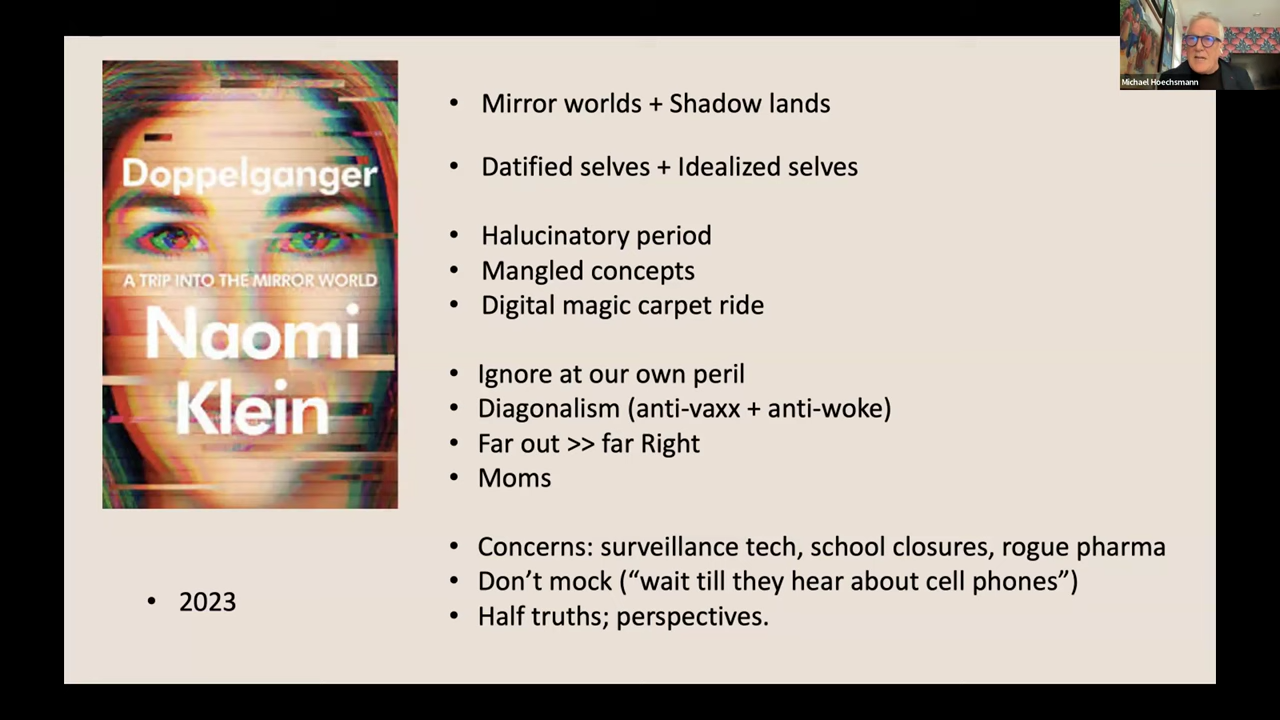 Michael Hoechsmann
Doppelganger
A TRIP INTO THE MIRROR WORLD
Naomi
Klein
• 2023
• Mirror worlds + Shadow lands
• Datified selves + Idealized selves
• Halucinatory period
• Mangled concepts
• Digital magic carpet ride
• Ignore at our own peril
• Diagonalism (anti-vaxx + anti-woke)
• Far out >> far Right
• Moms
• Concerns: surveillance tech, school closures, rogue pharma
• Don’t mock (“wait till they hear about cell phones”)
• Half truths; perspectives.